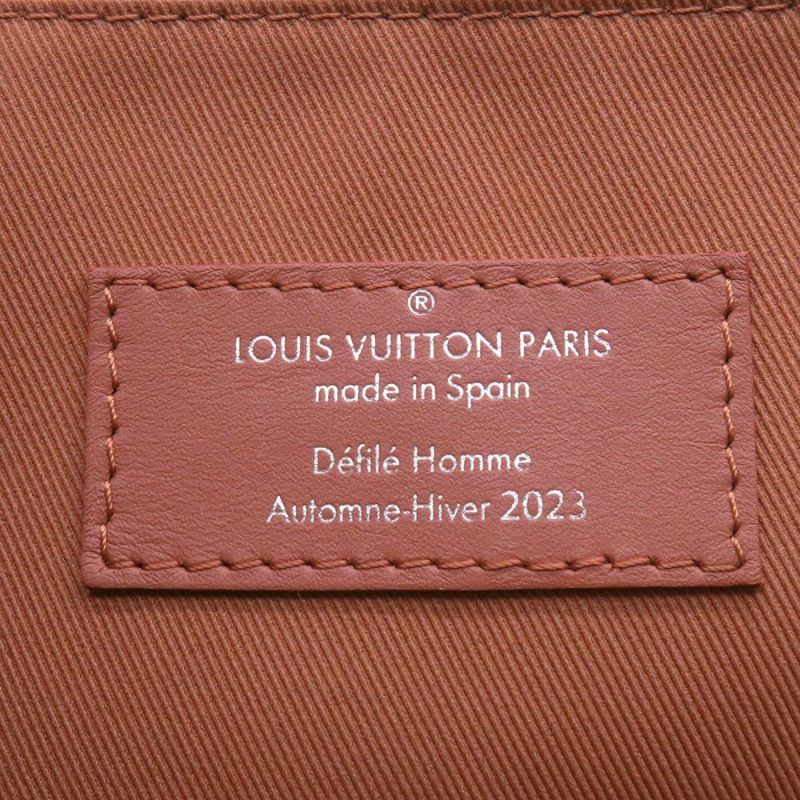 ®
LOUIS VUITTON PARIS
made in Spain
Défilé Homme
Automne-Hiver 2023